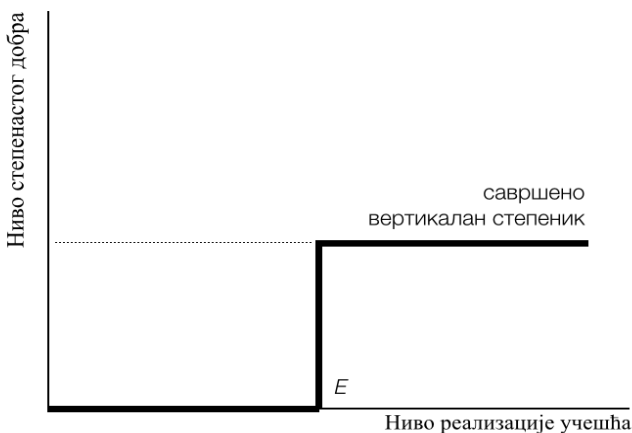 Ниво степенастог добра
савршено
вертикалан степеник
E
Ниво реализације учешћа